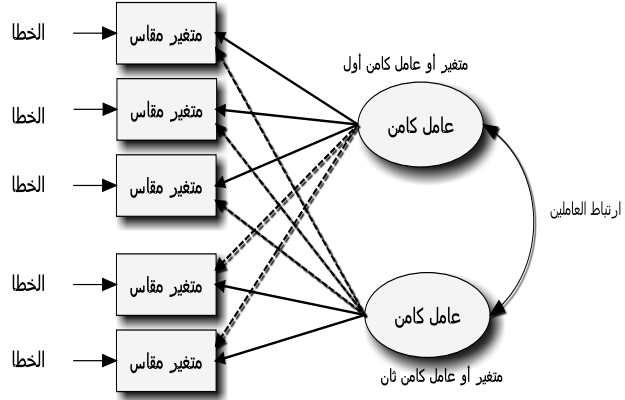 الخطا
متغير مقاس
متغير أو عامل كامن أول
الخطا
متغير مقاس
عامل كامن
الخطا
متغير مقاس
ارتباط العاملين
الخطا
متغير مقاس
عامل كامن
الخطا
متغير مقاس
متغير أو عامل كامن ثان